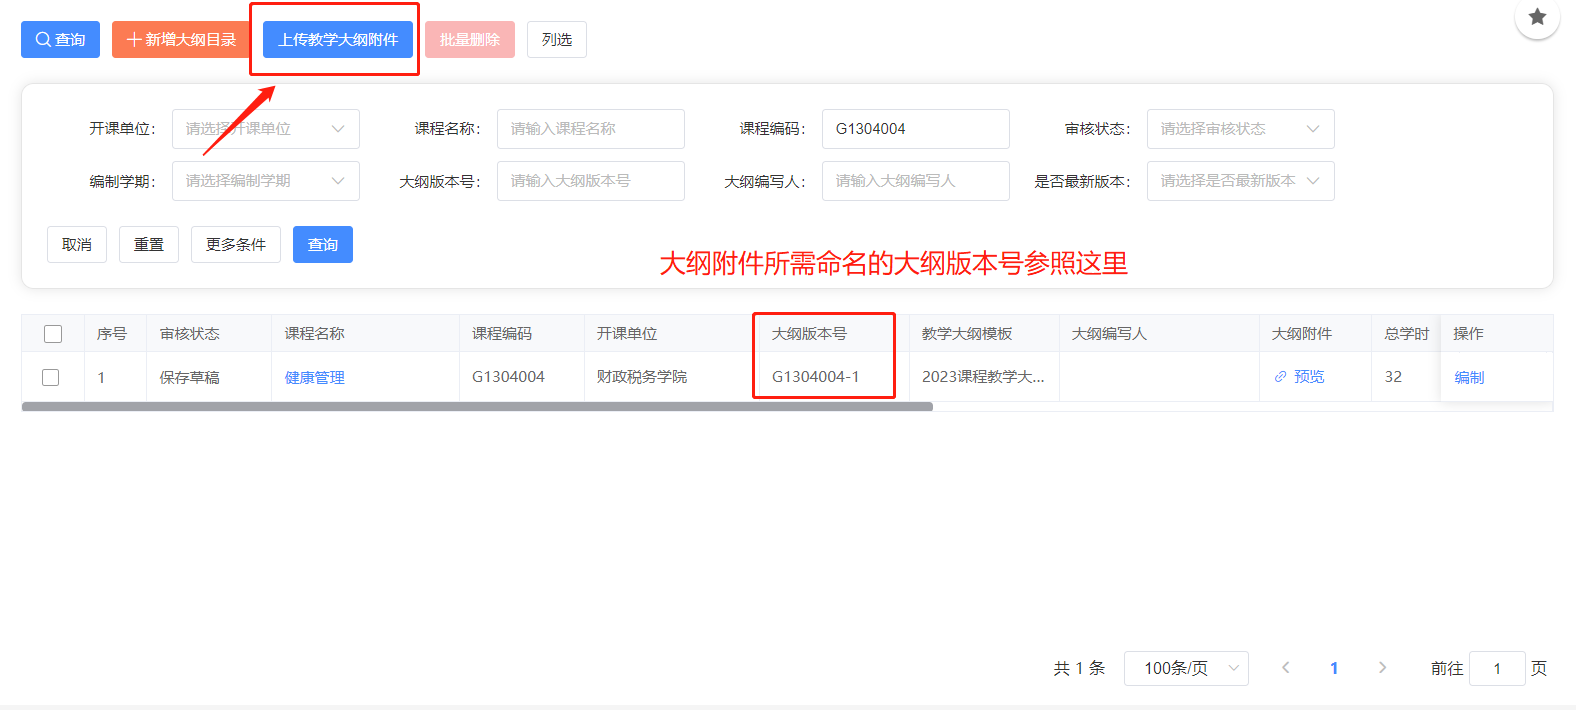 查询 新增大纲目录 上传教学大纲附件 批量删除 列选
开课单位： 请选择开课单位 课程名称： 请输入课程名称 课程编码： G1304004 审核状态： 请选择审核状态
编制学期： 请选择编制学期 大纲版本号： 请输入大纲版本号 大纲编写人： 请输入大纲编写人 是否最新版本： 请选择是否最新版本
取消 重置 更多条件 查询
大纲附件所需命名的大纲版本号参照这里
序号 审核状态 课程名称 课程编码 开课单位 大纲版本号 教学大纲模板 大纲编写人 大纲附件 总学时 操作
1 保存草稿 健康管理 G1304004 财政税务学院 G1304004-1 2023课程教学大... 预览 32 编制
共 1 条 100条/页 1 前往 1 页